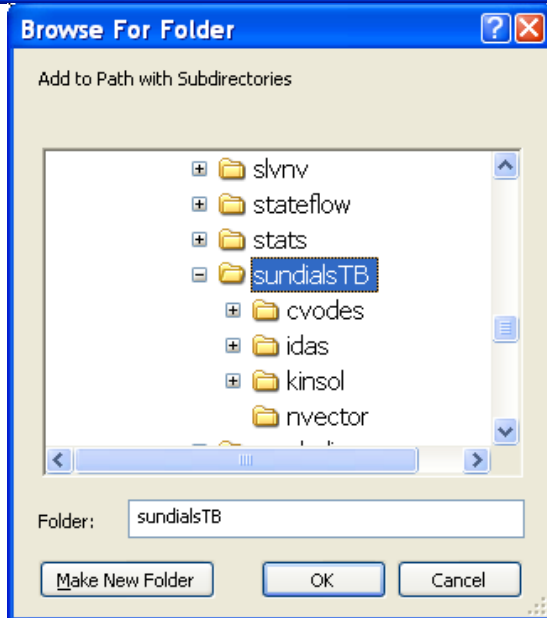 Browse For Folder
Add to Path with Subdirectories
slvnv
stateflow
stats
sundialsTB
cvodes
idas
kinsol
nvector
Folder: sundialsTB
Make New Folder OK Cancel